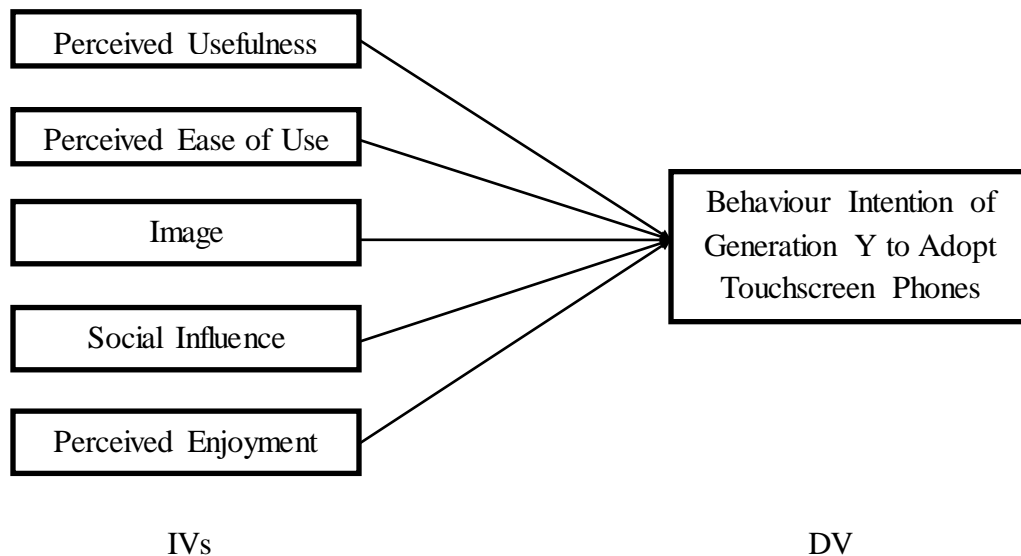 Perceived Usefulness
Perceived Ease of Use
Image
Social Influence
Perceived Enjoyment
Behaviour Intention of
Generation Y to Adopt
Touchscreen Phones
IVs
DV